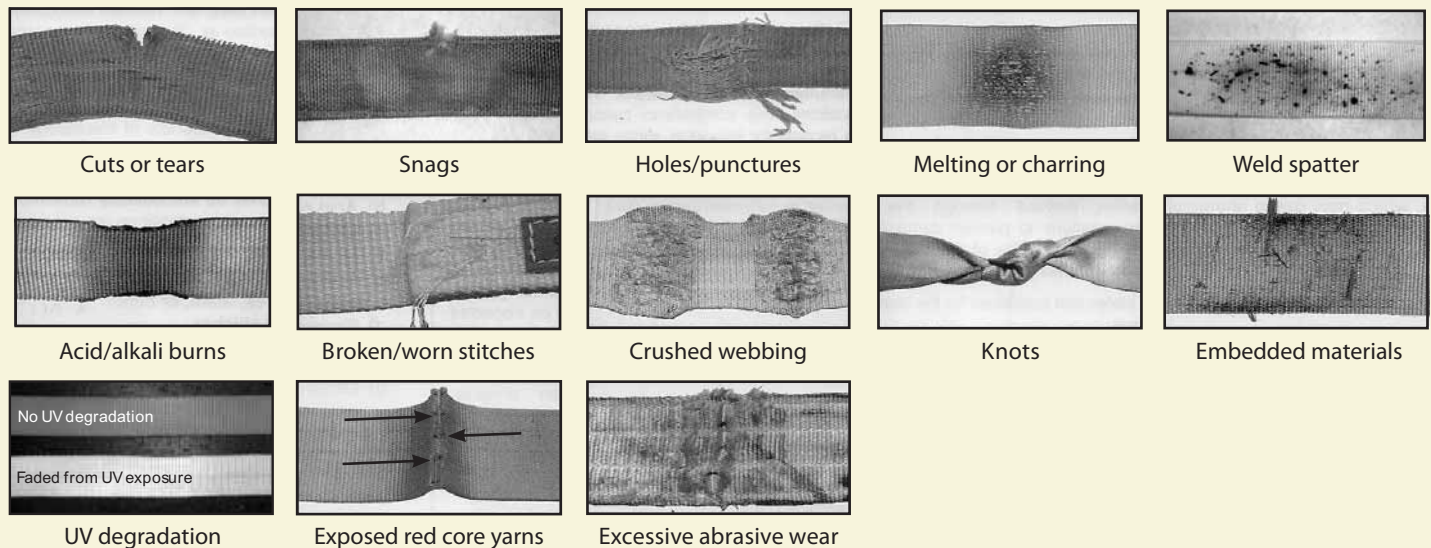 Cuts or tears
Snags
Holes/punctures
Melting or charring
Weld spatter
Acid/alkali burns
Broken/worn stitches
Crushed webbing
Knots
Embedded materials
No UV degradation
Faded from UV exposure
UV degradation
Exposed red core yarns
Excessive abrasive wear